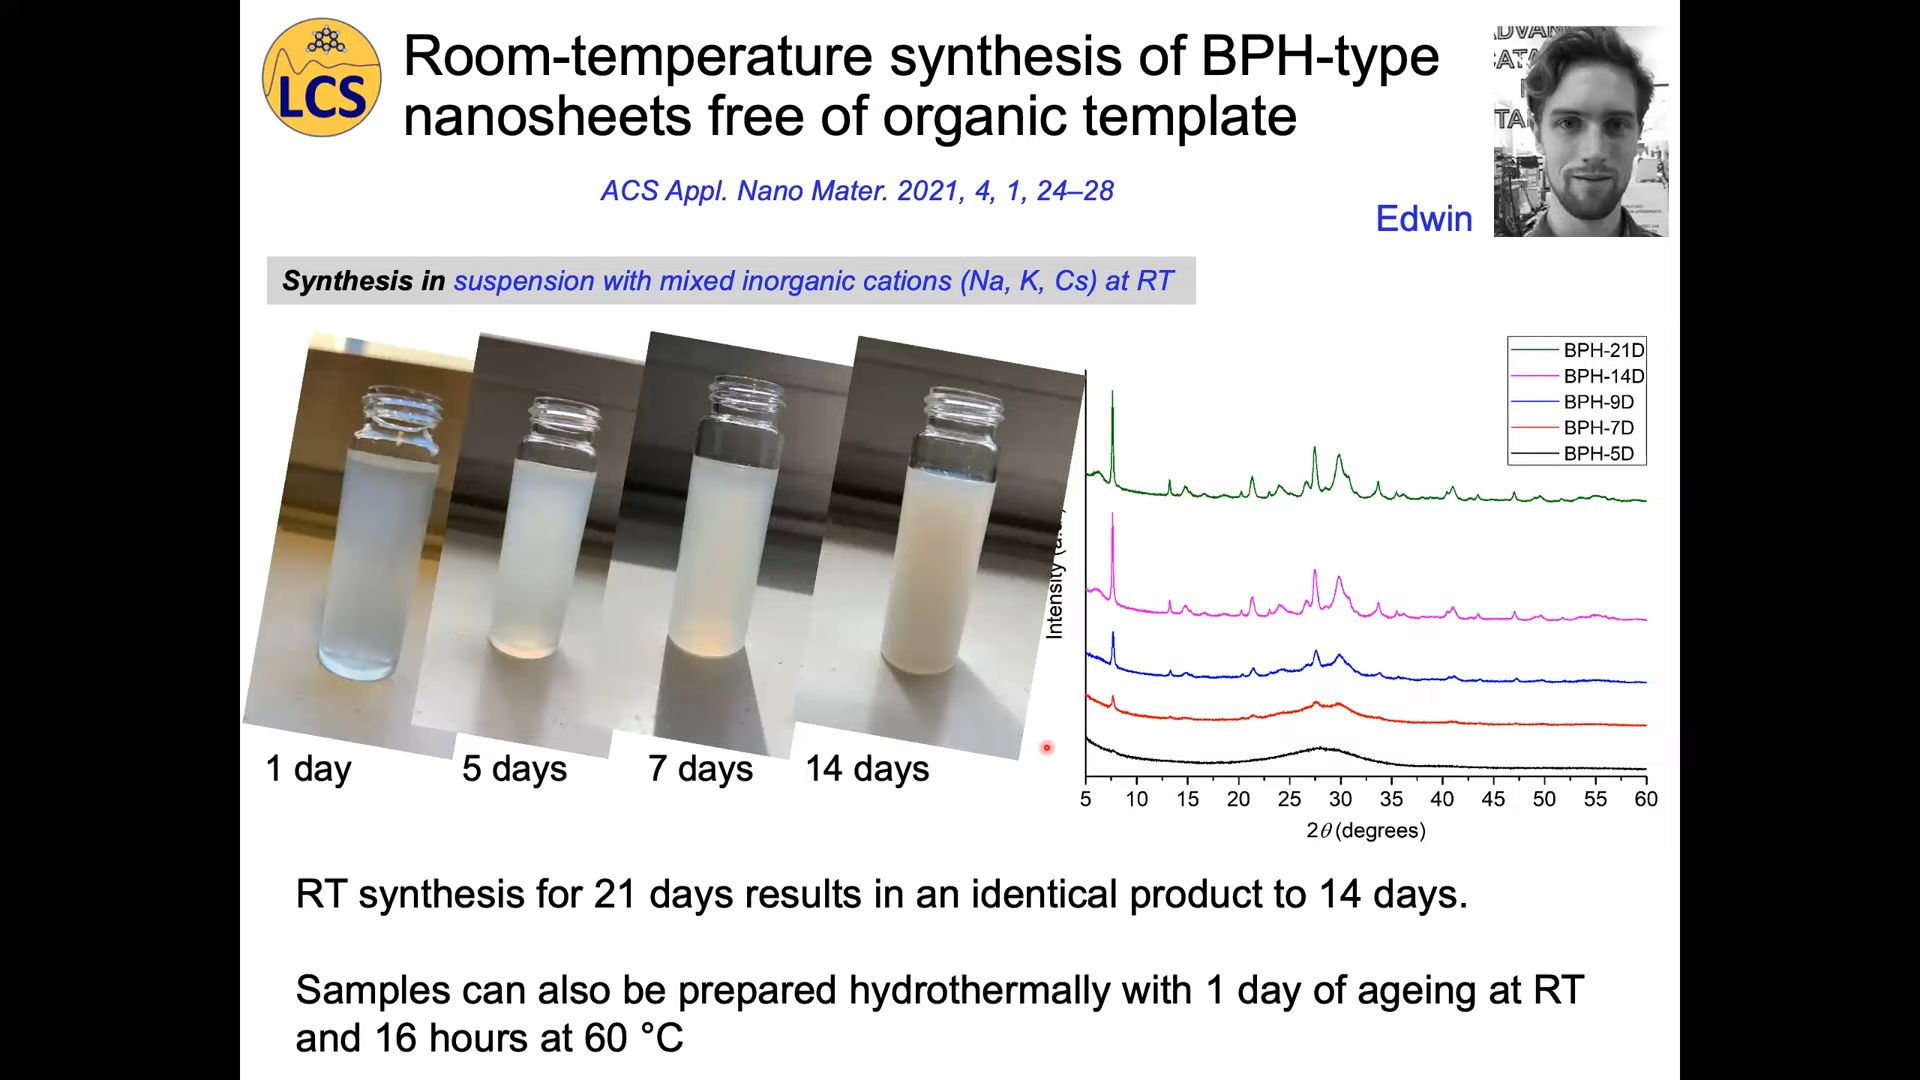 LCS
Room-temperature synthesis of BPH-type
nanosheets free of organic template
ACS Appl. Nano Mater. 2021, 4, 1, 24–28
Edwin
Synthesis in suspension with mixed inorganic cations (Na, K, Cs) at RT
BPH-21D
BPH-14D
BPH-9D
BPH-7D
BPH-5D
Intensity
1 day
5 days
7 days
14 days
5 10 15 20 25 30 35 40 45 50 55 60
2θ (degrees)
RT synthesis for 21 days results in an identical product to 14 days.
Samples can also be prepared hydrothermally with 1 day of ageing at RT
and 16 hours at 60 °C